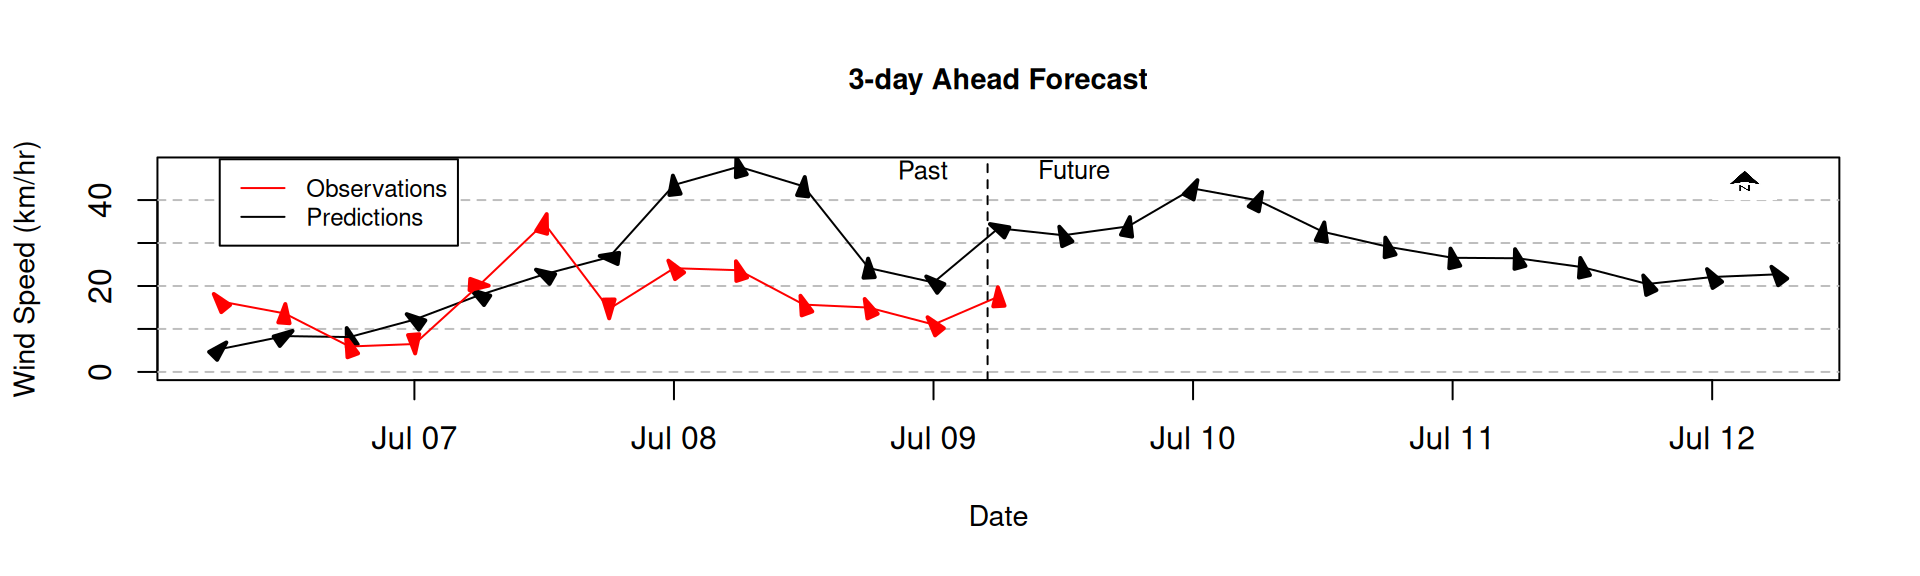 3-day Ahead Forecast
Wind Speed (km/hr)
40
20
0
Observations
Predictions
Past
Future
N
Jul 07
Jul 08
Jul 09
Jul 10
Jul 11
Jul 12
Date